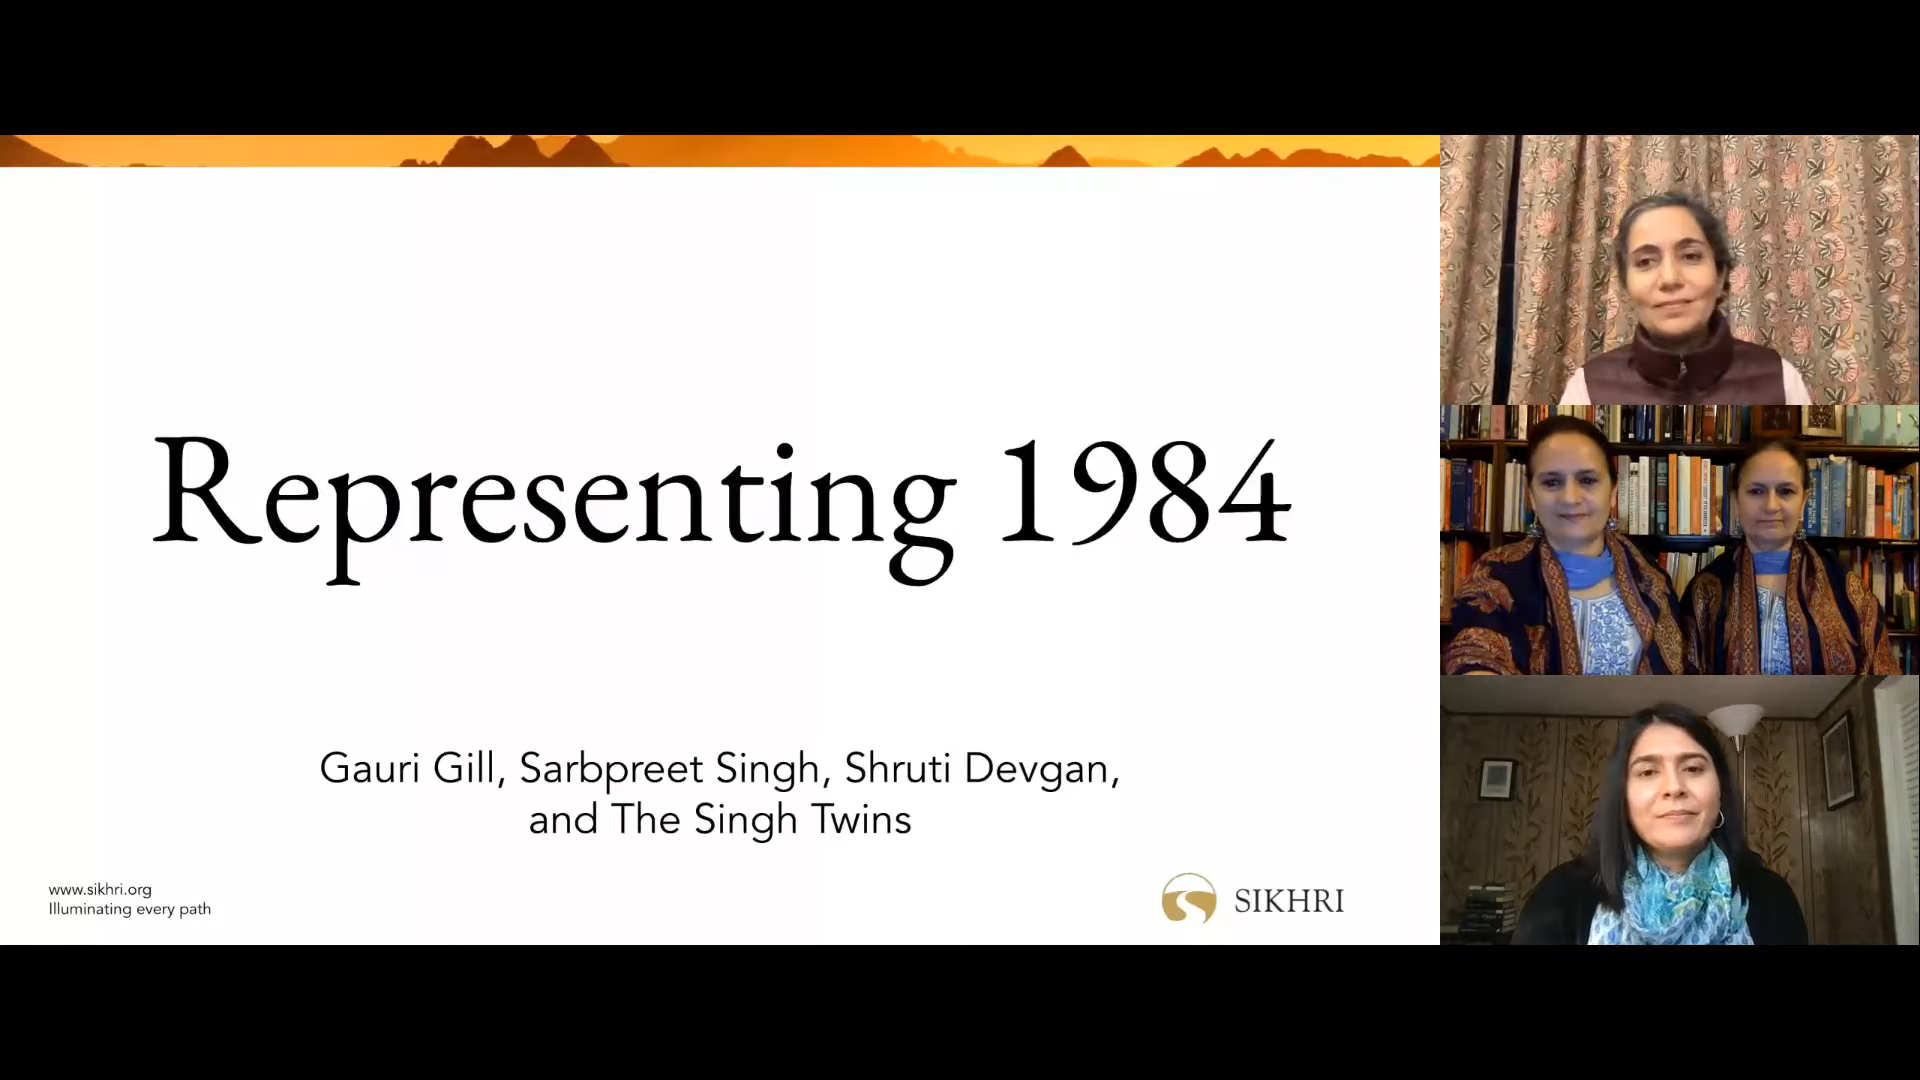 Representing 1984
Gauri Gill, Sarbpreet Singh, Shruti Devgan,
and The Singh Twins
www.sikhri.org
Illuminating every path
SIKHRI